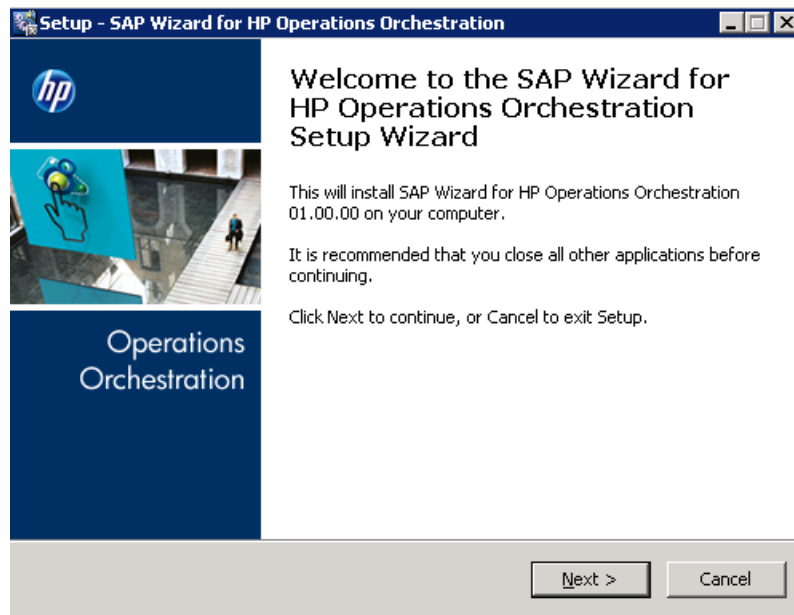 Setup - SAP Wizard for HP Operations Orchestration
hp
Welcome to the SAP Wizard for
HP Operations Orchestration
Setup Wizard
This will install SAP Wizard for HP Operations Orchestration
01.00.00 on your computer.
It is recommended that you close all other applications before
continuing.
Click Next to continue, or Cancel to exit Setup.
Operations
Orchestration
Next >
Cancel